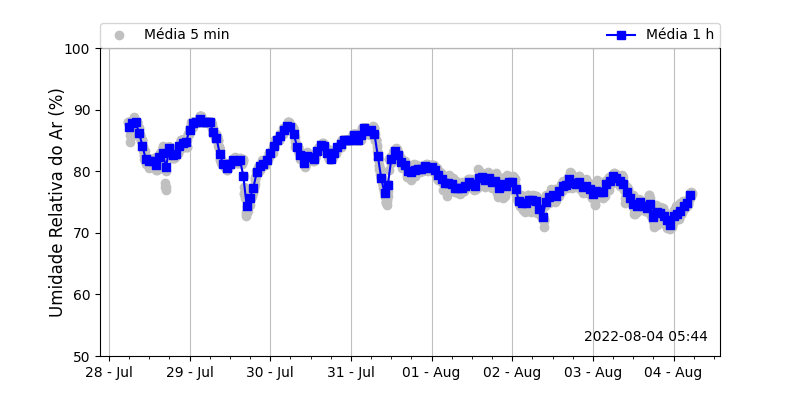 Média 5 min Média 1 h
100
90
80
70
60
50
Umidade Relativa do Ar (%)
2022-08-04 05:44
28 - Jul 29 - Jul 30 - Jul 31 - Jul 01 - Aug 02 - Aug 03 - Aug 04 - Aug